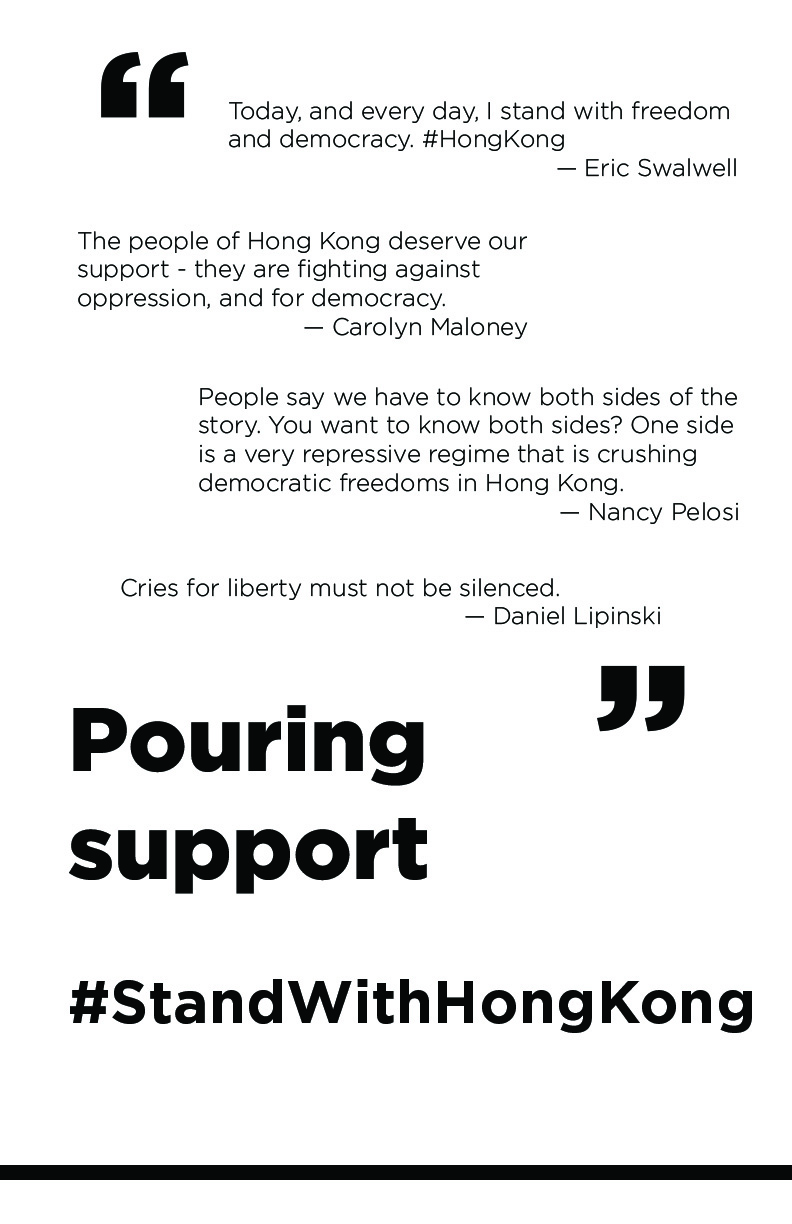 “
Today, and every day, I stand with freedom
and democracy. #HongKong
— Eric Swalwell
The people of Hong Kong deserve our
support - they are fighting against
oppression, and for democracy.
— Carolyn Maloney
People say we have to know both sides of the
story. You want to know both sides? One side
is a very repressive regime that is crushing
democratic freedoms in Hong Kong.
— Nancy Pelosi
Cries for liberty must not be silenced.
— Daniel Lipinski
”
Pouring
support
#StandWithHongKong